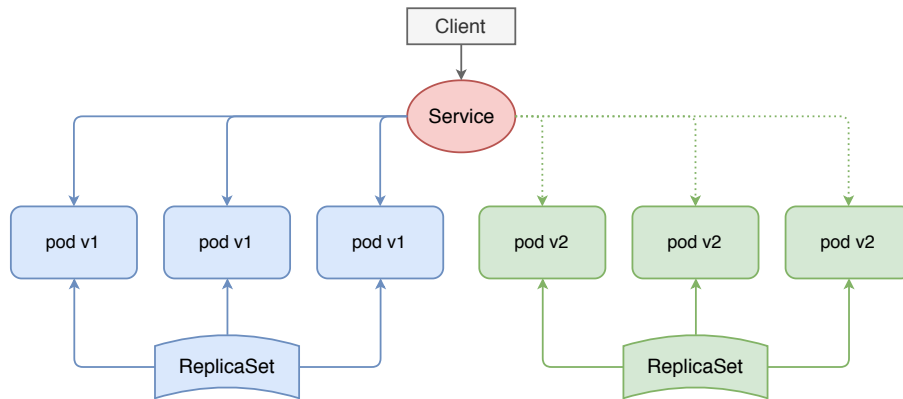 Client
Service
pod v1
pod v1
pod v1
pod v2
pod v2
pod v2
ReplicaSet
ReplicaSet